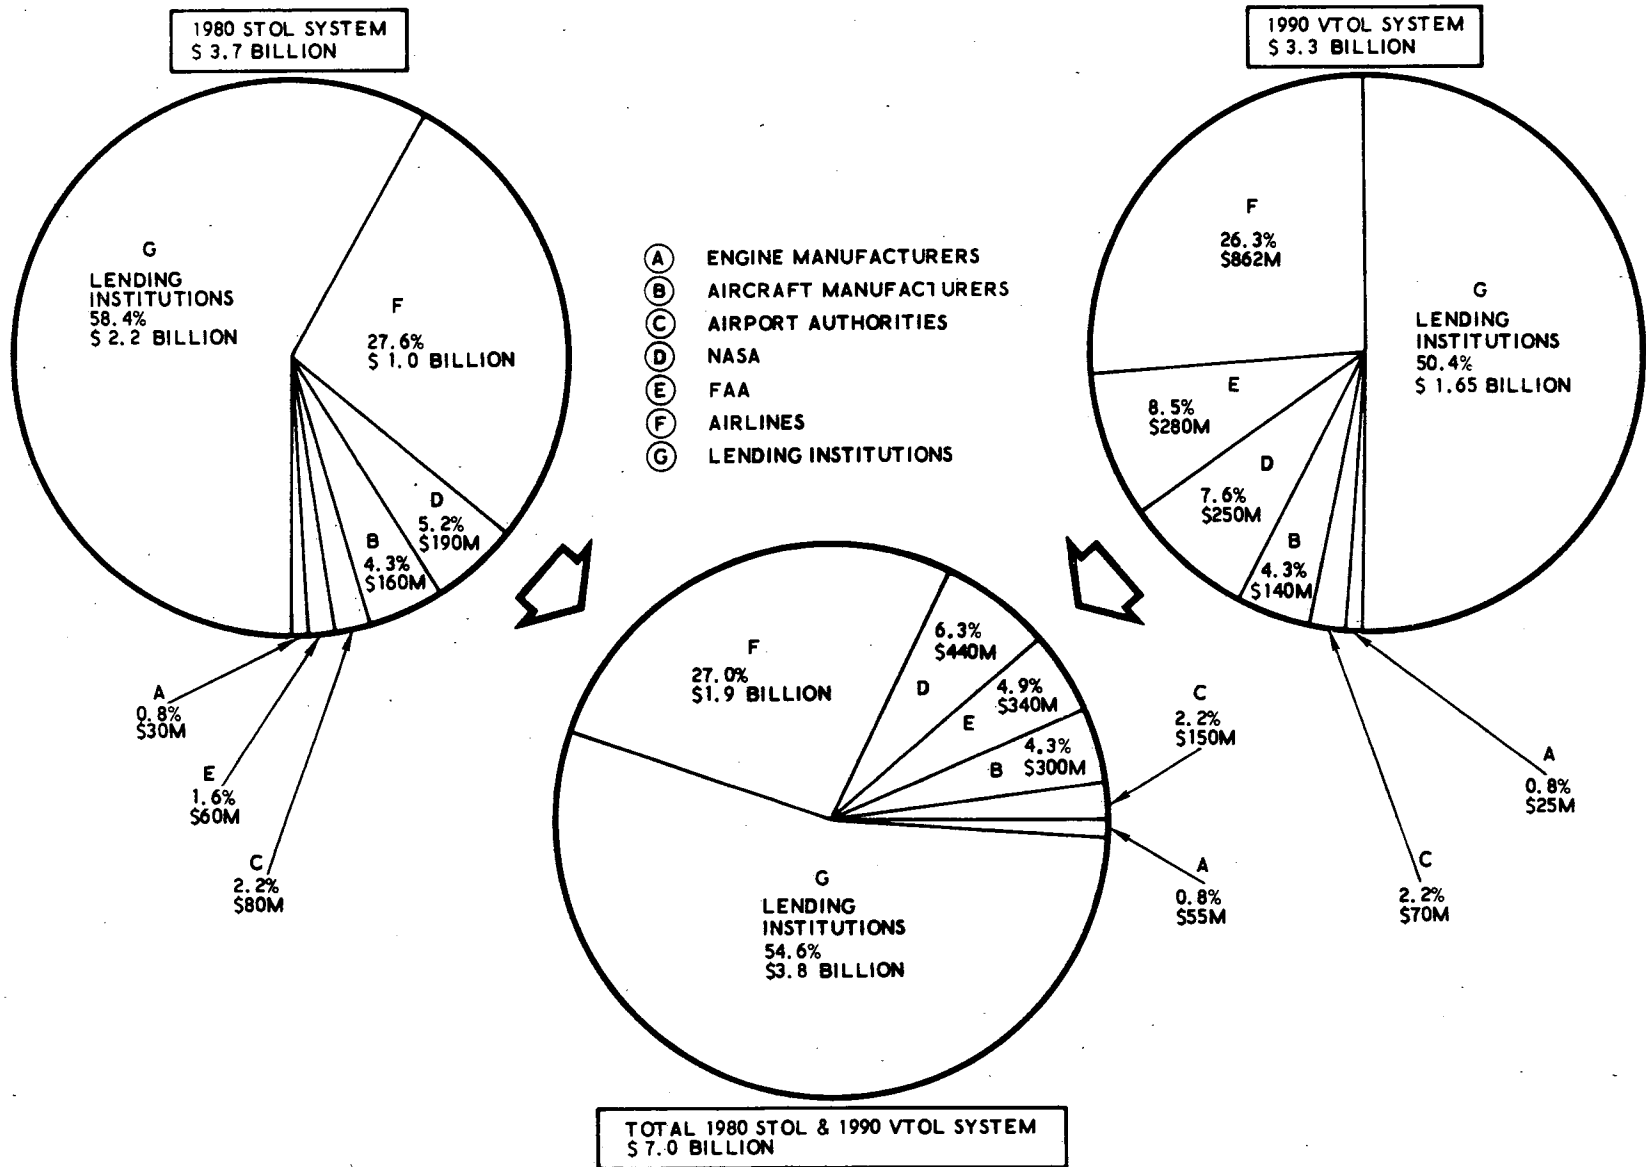 1980 STOL SYSTEM
$ 3.7 BILLION
G
LENDING
INSTITUTIONS
58.4%
$ 2.2 BILLION
F
27.6%
$ 1.0 BILLION
D
5.2%
$190M
B
4.3%
$160M
A
0.8%
$30M
E
1.6%
$60M
C
2.2%
$80M
A ENGINE MANUFACTURERS
B AIRCRAFT MANUFACTURERS
C AIRPORT AUTHORITIES
D NASA
E FAA
F AIRLINES
G LENDING INSTITUTIONS
1990 VTOL SYSTEM
$ 3.3 BILLION
F
26.3%
$862M
G
LENDING
INSTITUTIONS
50.4%
$ 1.65 BILLION
E
8.5%
$280M
D
7.6%
$250M
B
4.3%
$140M
A
0.8%
$25M
C
2.2%
$70M
F
27.0%
$1.9 BILLION
6.3%
$440M
D
4.9%
$340M
E
4.3%
B $300M
C
2.2%
$150M
A
0.8%
$55M
G
LENDING
INSTITUTIONS
54.6%
$3.8 BILLION
TOTAL 1980 STOL & 1990 VTOL SYSTEM
$ 7.0 BILLION